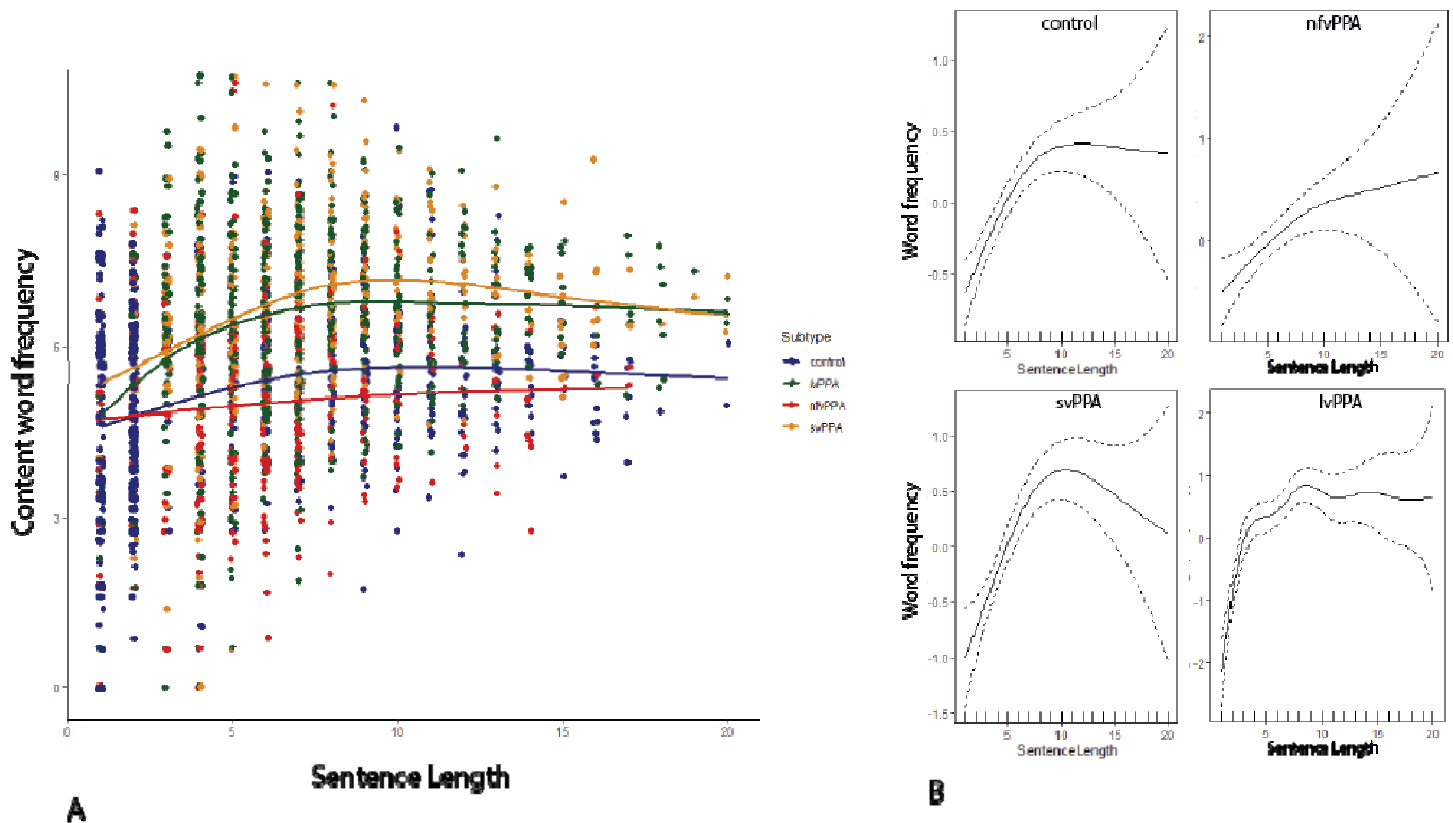 Content word frequency
9
6
3
0
0
5
10
15
20
Sentence Length
A
Subtype
control
lvPPA
nfvPPA
svPPA
control
Word frequency
1.0
0.5
0.0
-0.5
5
10
15
20
Sentence Length
nfvPPA
2
1
0
5
10
15
20
Sentence Length
svPPA
Word frequency
1.0
0.5
0.0
-0.5
-1.0
-1.5
5
10
15
20
Sentence Length
lvPPA
2
1
0
-1
-2
5
10
15
20
Sentence Length
B